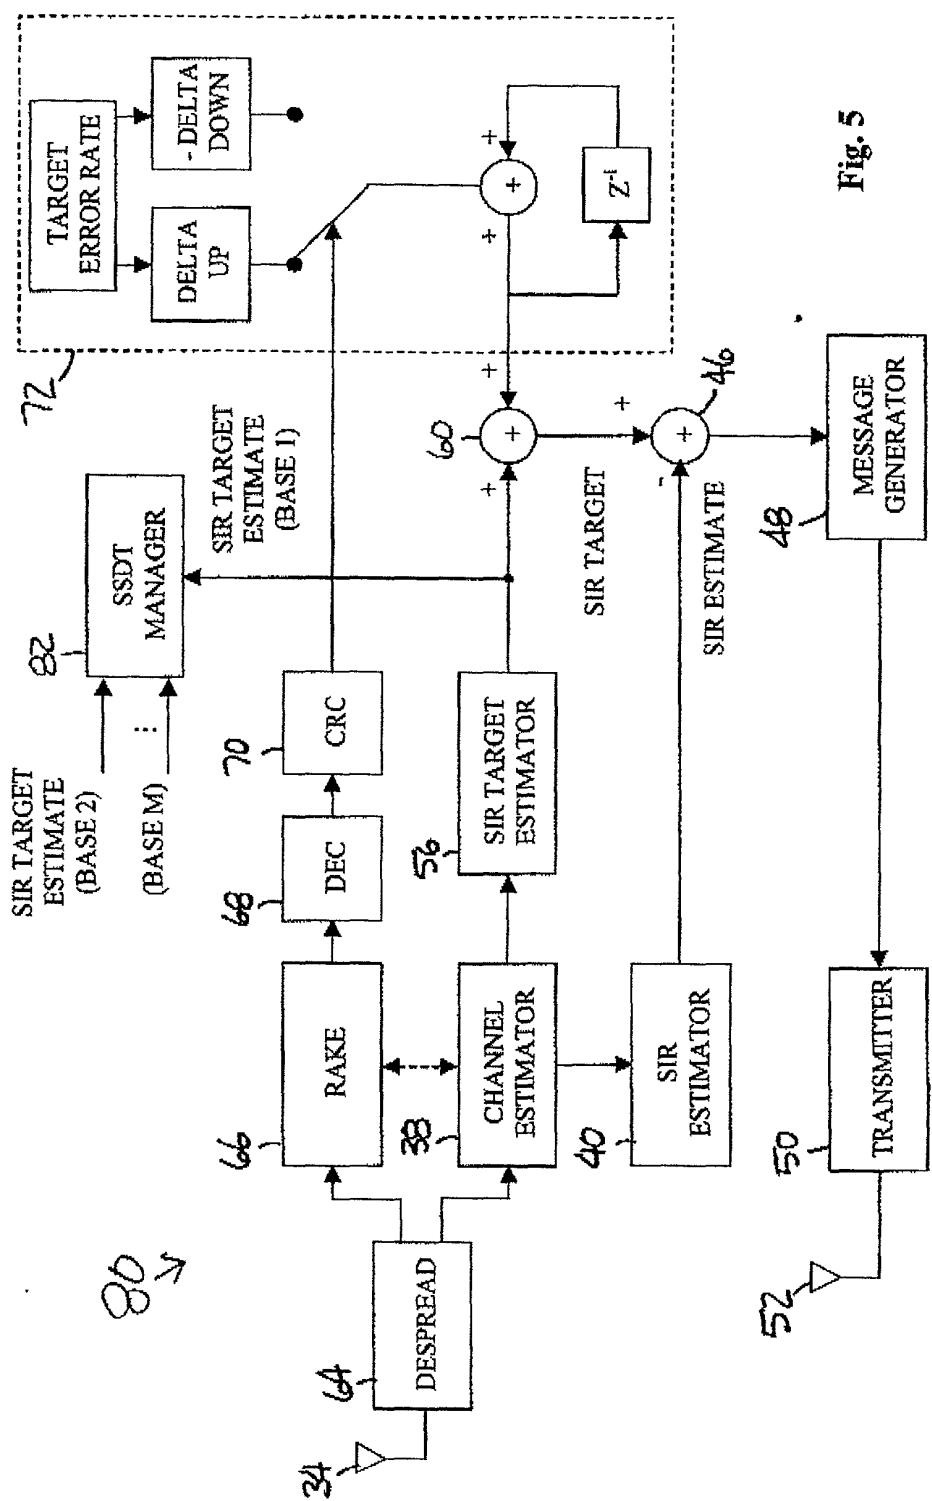 80
34
64
DESPREAD
66
RAKE
68
DEC
70
CRC
38
CHANNEL
ESTIMATOR
56
SIR TARGET
ESTIMATOR
40
SIR
ESTIMATOR
SIR TARGET
ESTIMATE
(BASE 2)
...
(BASE M)
82
SSDT
MANAGER
SIR TARGET
ESTIMATE
(BASE 1)
72
TARGET
ERROR RATE
DELTA
UP
- DELTA
DOWN
+
+
+
Z⁻¹
60
+
+
+
SIR TARGET
+
46
+
-
SIR ESTIMATE
48
MESSAGE
GENERATOR
50
TRANSMITTER
52
Fig. 5